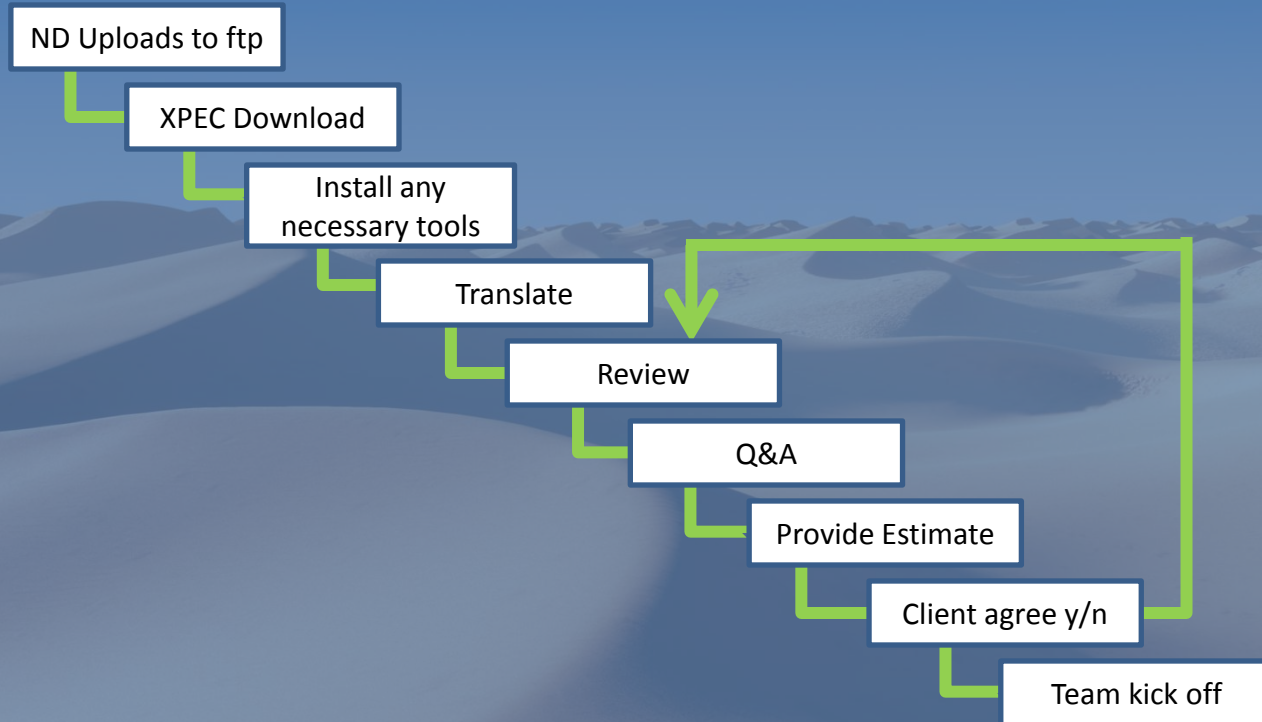 ND Uploads to ftp
XPEC Download
Install any
necessary tools
Translate
Review
Q&A
Provide Estimate
Client agree y/n
Team kick off